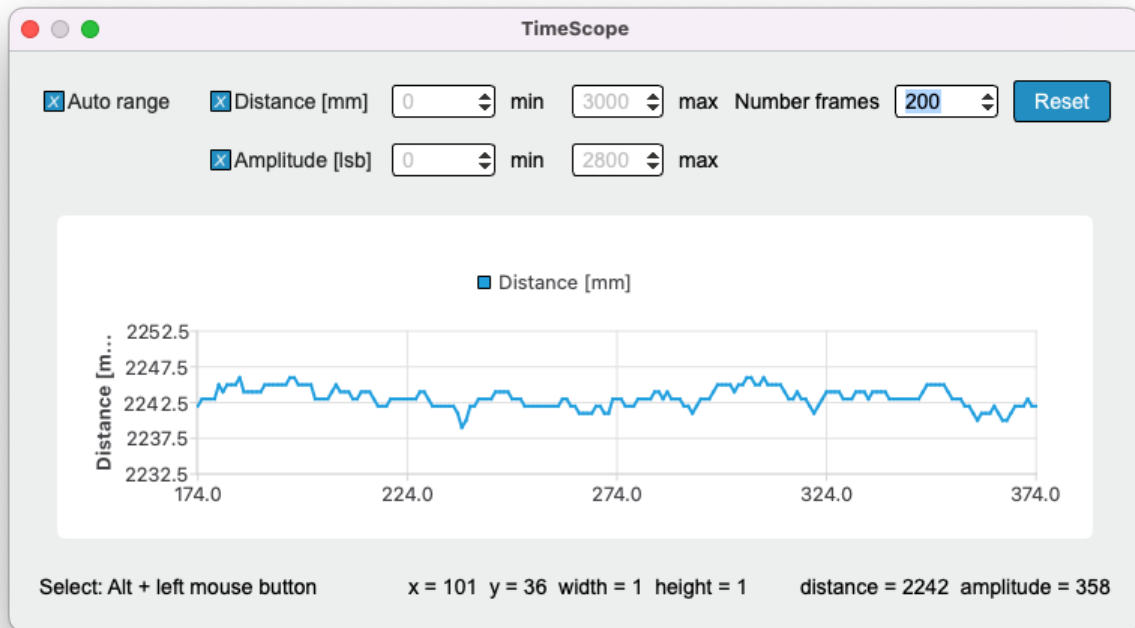 TimeScope
Auto range Distance [mm] 0 min 3000 max Number frames 200 Reset
Amplitude [lsb] 0 min 2800 max
Distance [mm]
Distance [m...
2252.5
2247.5
2242.5
2237.5
2232.5
174.0 224.0 274.0 324.0 374.0
Select: Alt + left mouse button x = 101 y = 36 width = 1 height = 1 distance = 2242 amplitude = 358